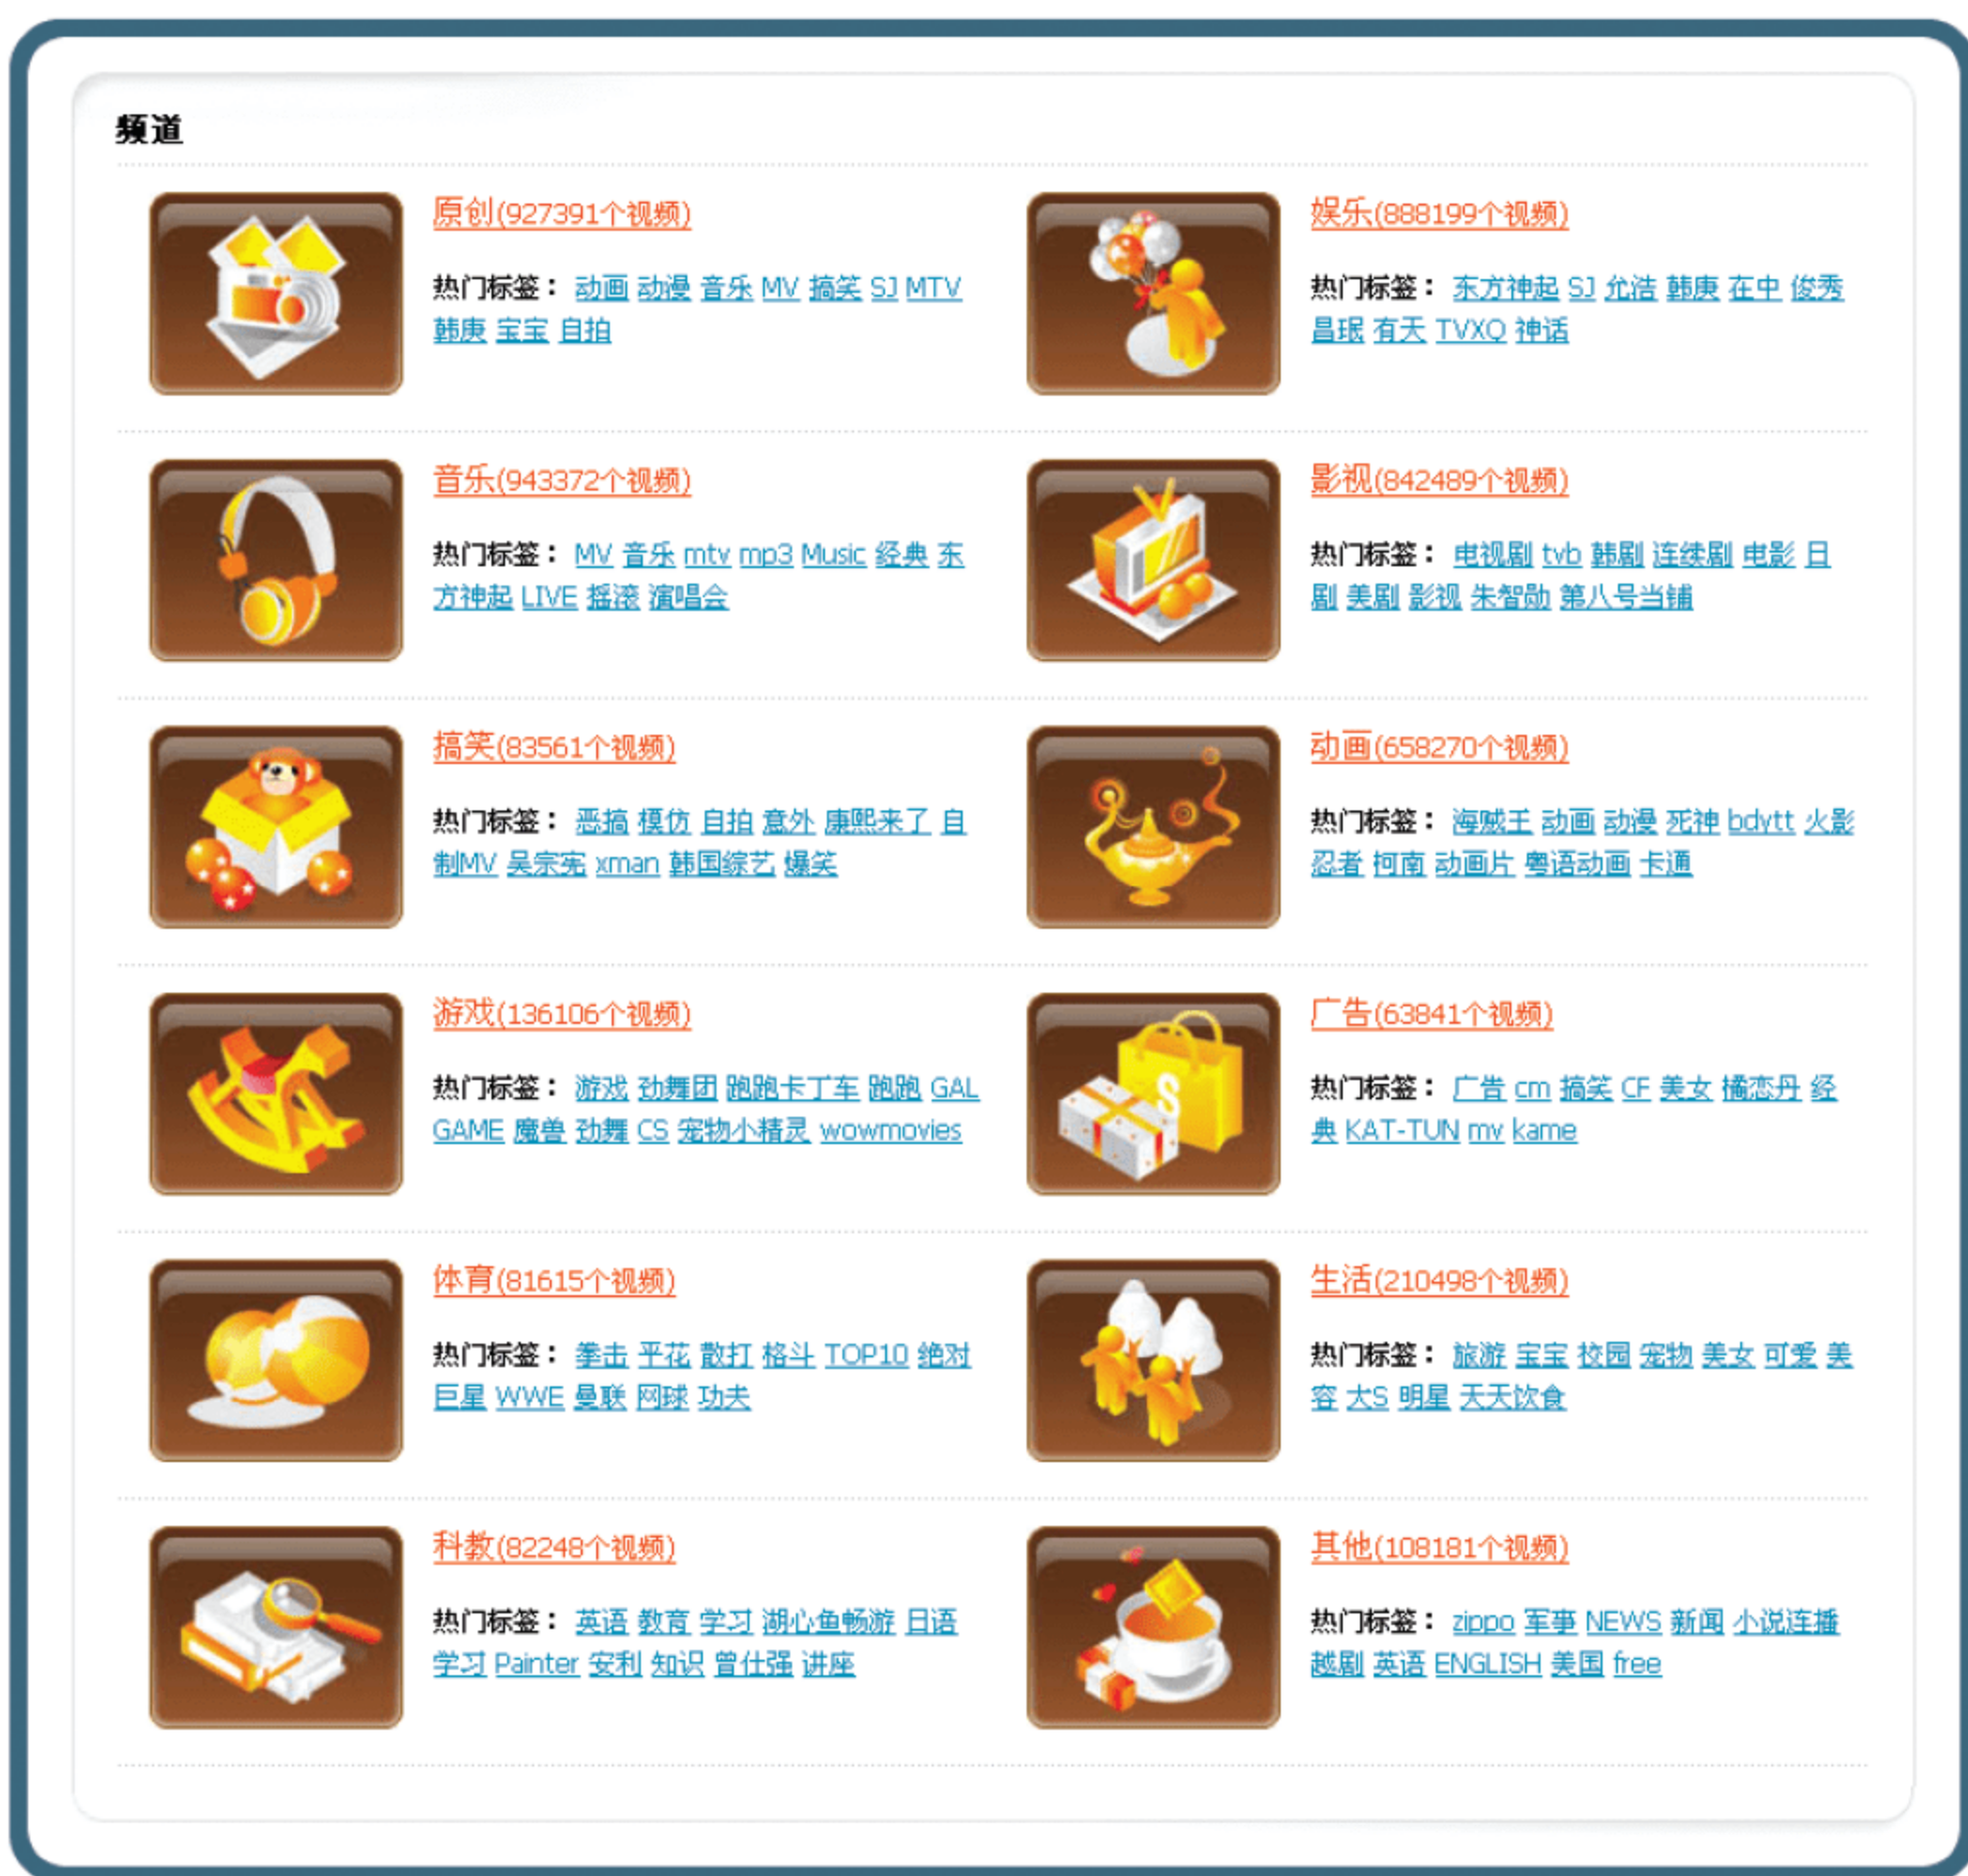 频道
原创(927391个视频)
热门标签： 动画 动漫 音乐 MV 搞笑 SJ MTV
韩庚 宝宝 自拍
娱乐(888199个视频)
热门标签： 东方神起 SJ 允浩 韩庚 在中 俊秀
昌珉 有天 TVXQ 神话
音乐(943372个视频)
热门标签： MV 音乐 mtv mp3 Music 经典 东
方神起 LIVE 摇滚 演唱会
影视(842489个视频)
热门标签： 电视剧 tvb 韩剧 连续剧 电影 日
剧 美剧 影视 朱智勋 第八号当铺
搞笑(83561个视频)
热门标签： 恶搞 模仿 自拍 意外 康熙来了 自
制MV 吴宗宪 xman 韩国综艺 爆笑
动画(658270个视频)
热门标签： 海贼王 动画 动漫 死神 bdytt 火影
忍者 柯南 动画片 粤语动画 卡通
游戏(136106个视频)
热门标签： 游戏 劲舞团 跑跑卡丁车 跑跑 GAL
GAME 魔兽 劲舞 CS 宠物小精灵 wowmovies
广告(63841个视频)
热门标签： 广告 cm 搞笑 CF 美女 橘恋丹 经
典 KAT-TUN mv kame
S
体育(81615个视频)
热门标签： 拳击 平花 散打 格斗 TOP10 绝对
巨星 WWE 曼联 网球 功夫
生活(210498个视频)
热门标签： 旅游 宝宝 校园 宠物 美女 可爱 美
容 大S 明星 天天饮食
科教(82248个视频)
热门标签： 英语 教育 学习 湖心鱼畅游 日语
学习 Painter 安利 知识 曾仕强 讲座
其他(108181个视频)
热门标签： zippo 军事 NEWS 新闻 小说连播
越剧 英语 ENGLISH 美国 free